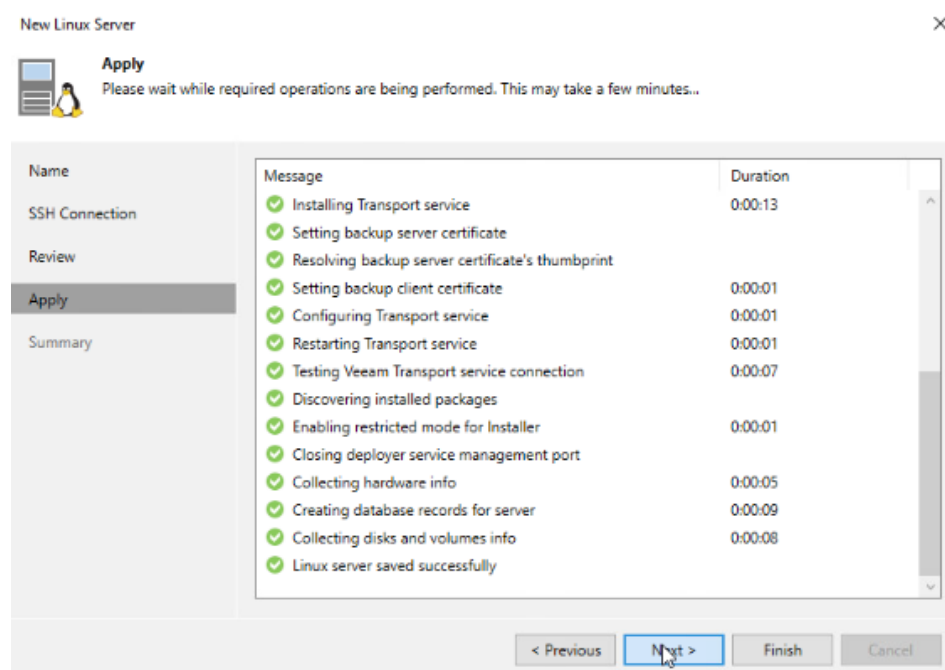 New Linux Server
Apply
Please wait while required operations are being performed. This may take a few minutes...
Name
SSH Connection
Review
Apply
Summary
Message Duration
Installing Transport service 0:00:13
Setting backup server certificate
Resolving backup server certificate's thumbprint
Setting backup client certificate 0:00:01
Configuring Transport service 0:00:01
Restarting Transport service 0:00:01
Testing Veeam Transport service connection 0:00:07
Discovering installed packages
Enabling restricted mode for Installer 0:00:01
Closing deployer service management port
Collecting hardware info 0:00:05
Creating database records for server 0:00:09
Collecting disks and volumes info 0:00:08
Linux server saved successfully
< Previous Next > Finish Cancel